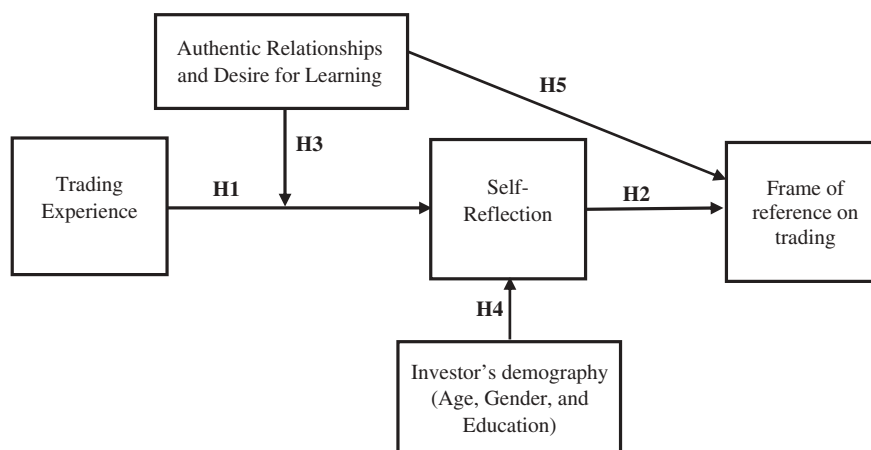 Authentic Relationships
and Desire for Learning
H5
H3
Trading
Experience
H1
Self-
Reflection
H2
Frame of
reference on
trading
H4
Investor's demography
(Age, Gender, and
Education)